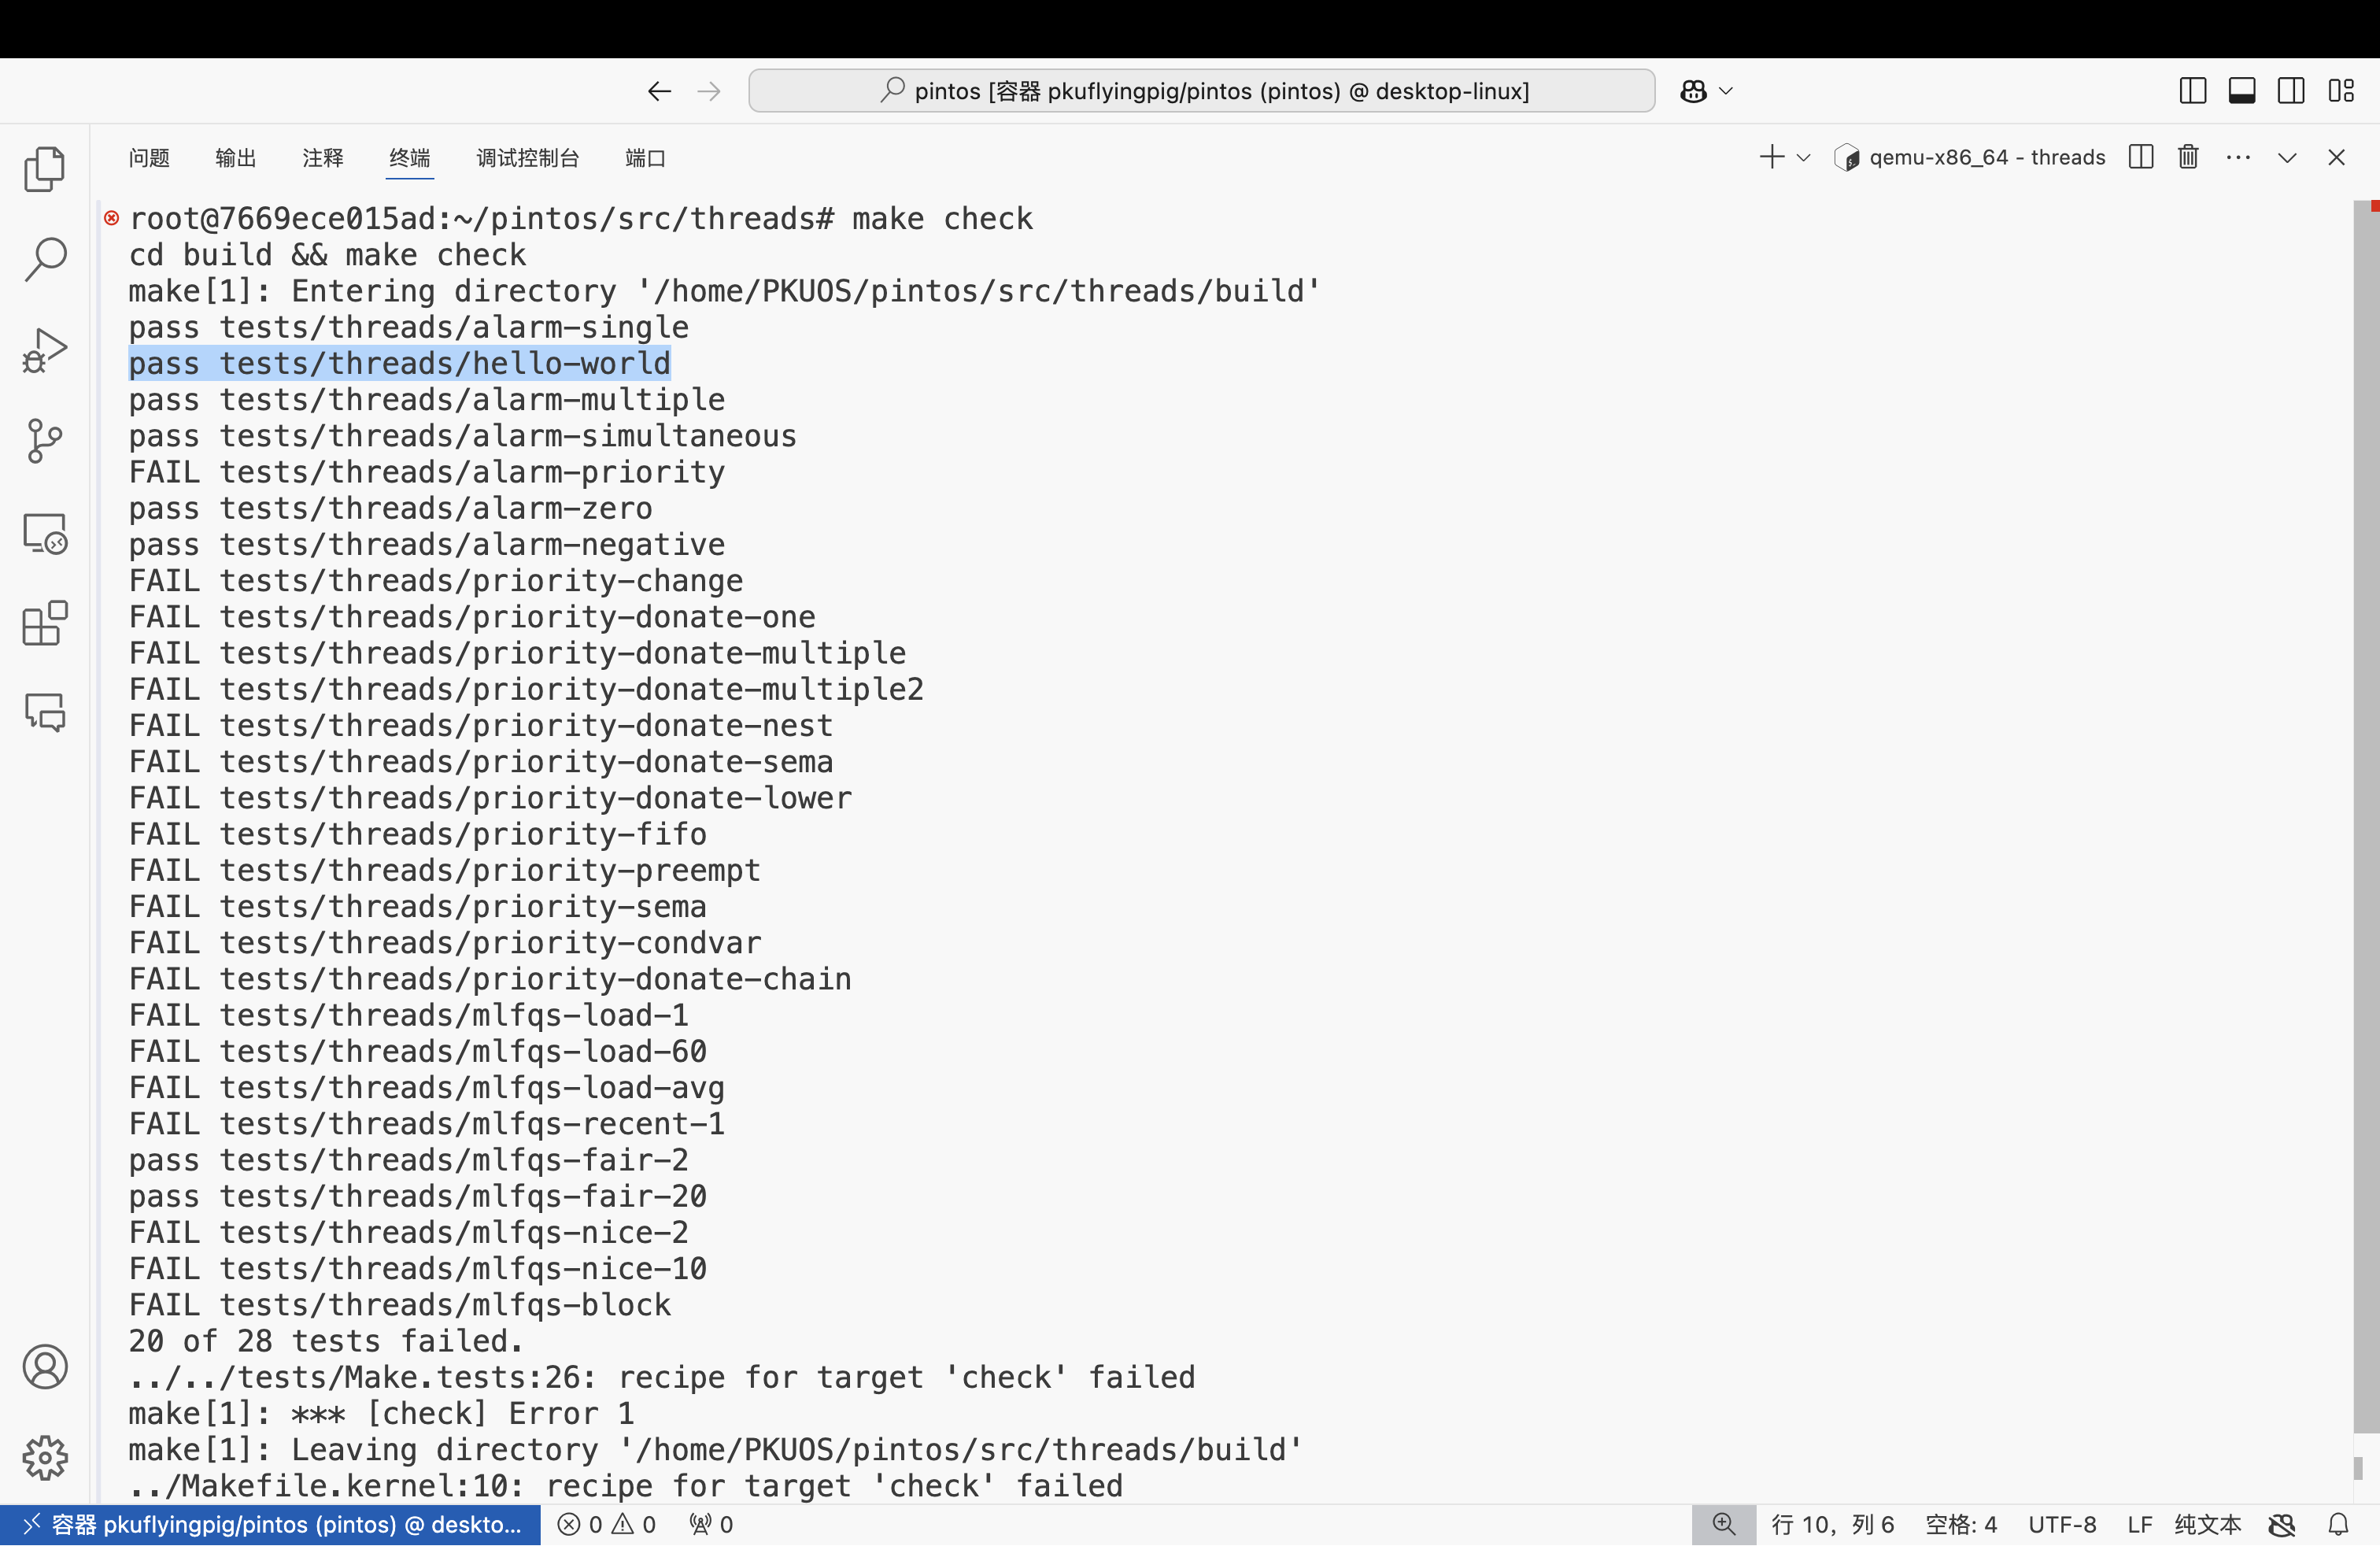 pintos [容器 pkuflyingpig/pintos (pintos) @ desktop-linux]
问题 输出 注释 终端 调试控制台 端口
qemu-x86_64 - threads
root@7669ece015ad:~/pintos/src/threads# make check
cd build && make check
make[1]: Entering directory '/home/PKUOS/pintos/src/threads/build'
pass tests/threads/alarm-single
pass tests/threads/hello-world
pass tests/threads/alarm-multiple
pass tests/threads/alarm-simultaneous
FAIL tests/threads/alarm-priority
pass tests/threads/alarm-zero
pass tests/threads/alarm-negative
FAIL tests/threads/priority-change
FAIL tests/threads/priority-donate-one
FAIL tests/threads/priority-donate-multiple
FAIL tests/threads/priority-donate-multiple2
FAIL tests/threads/priority-donate-nest
FAIL tests/threads/priority-donate-sema
FAIL tests/threads/priority-donate-lower
FAIL tests/threads/priority-fifo
FAIL tests/threads/priority-preempt
FAIL tests/threads/priority-sema
FAIL tests/threads/priority-condvar
FAIL tests/threads/priority-donate-chain
FAIL tests/threads/mlfqs-load-1
FAIL tests/threads/mlfqs-load-60
FAIL tests/threads/mlfqs-load-avg
FAIL tests/threads/mlfqs-recent-1
pass tests/threads/mlfqs-fair-2
pass tests/threads/mlfqs-fair-20
FAIL tests/threads/mlfqs-nice-2
FAIL tests/threads/mlfqs-nice-10
FAIL tests/threads/mlfqs-block
20 of 28 tests failed.
../../tests/Make.tests:26: recipe for target 'check' failed
make[1]: *** [check] Error 1
make[1]: Leaving directory '/home/PKUOS/pintos/src/threads/build'
../Makefile.kernel:10: recipe for target 'check' failed
容器 pkuflyingpig/pintos (pintos) @ deskto... 0 0 0 行 10，列 6 空格: 4 UTF-8 LF 纯文本